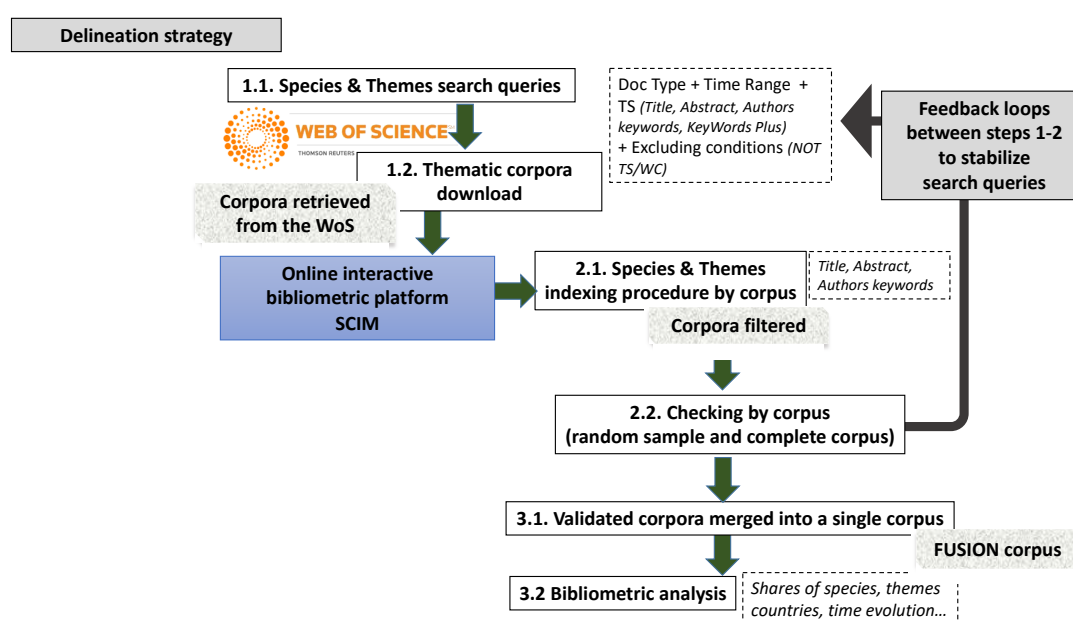 Delineation strategy
1.1. Species & Themes search queries
WEB OF SCIENCE
THOMSON REUTERS
Doc Type + Time Range +
TS (Title, Abstract, Authors
keywords, KeyWords Plus)
+ Excluding conditions (NOT
TS/WC)
Feedback loops
between steps 1-2
to stabilize
search queries
1.2. Thematic corpora
download
Corpora retrieved
from the WoS
Online interactive
bibliometric platform
SCIM
2.1. Species & Themes
indexing procedure by corpus
Title, Abstract,
Authors keywords
Corpora filtered
2.2. Checking by corpus
(random sample and complete corpus)
3.1. Validated corpora merged into a single corpus
FUSION corpus
3.2 Bibliometric analysis
Shares of species, themes
countries, time evolution…